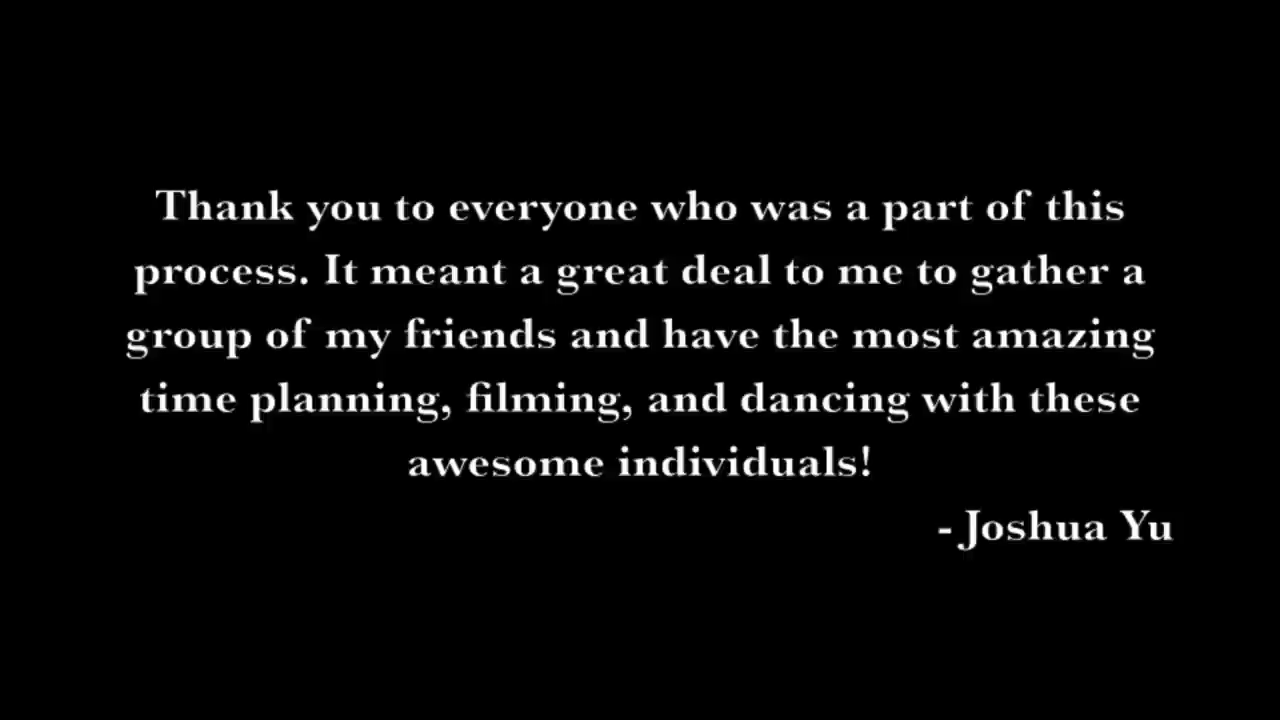 Thank you to everyone who was a part of this
process. It meant a great deal to me to gather a
group of my friends and have the most amazing
time planning, filming, and dancing with these
awesome individuals!
- Joshua Yu